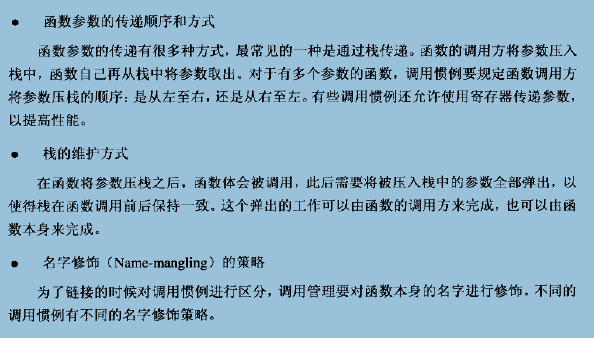 ● 函数参数的传递顺序和方式
函数参数的传递有很多种方式，最常见的一种是通过栈传递。函数的调用方将参数压入
栈中，函数自己再从栈中将参数取出。对于有多个参数的函数，调用惯例要规定函数调用方
将参数压栈的顺序：是从左至右，还是从右至左。有些调用惯例还允许使用寄存器传递参数，
以提高性能。
● 栈的维护方式
在函数将参数压栈之后，函数体会被调用，此后需要将被压入栈中的参数全部弹出，以
使得栈在函数调用前后保持一致。这个弹出的工作可以由函数的调用方来完成，也可以由函
数本身来完成。
● 名字修饰（Name-mangling）的策略
为了链接的时候对调用惯例进行区分，调用管理要对函数本身的名字进行修饰。不同的
调用惯例有不同的名字修饰策略。